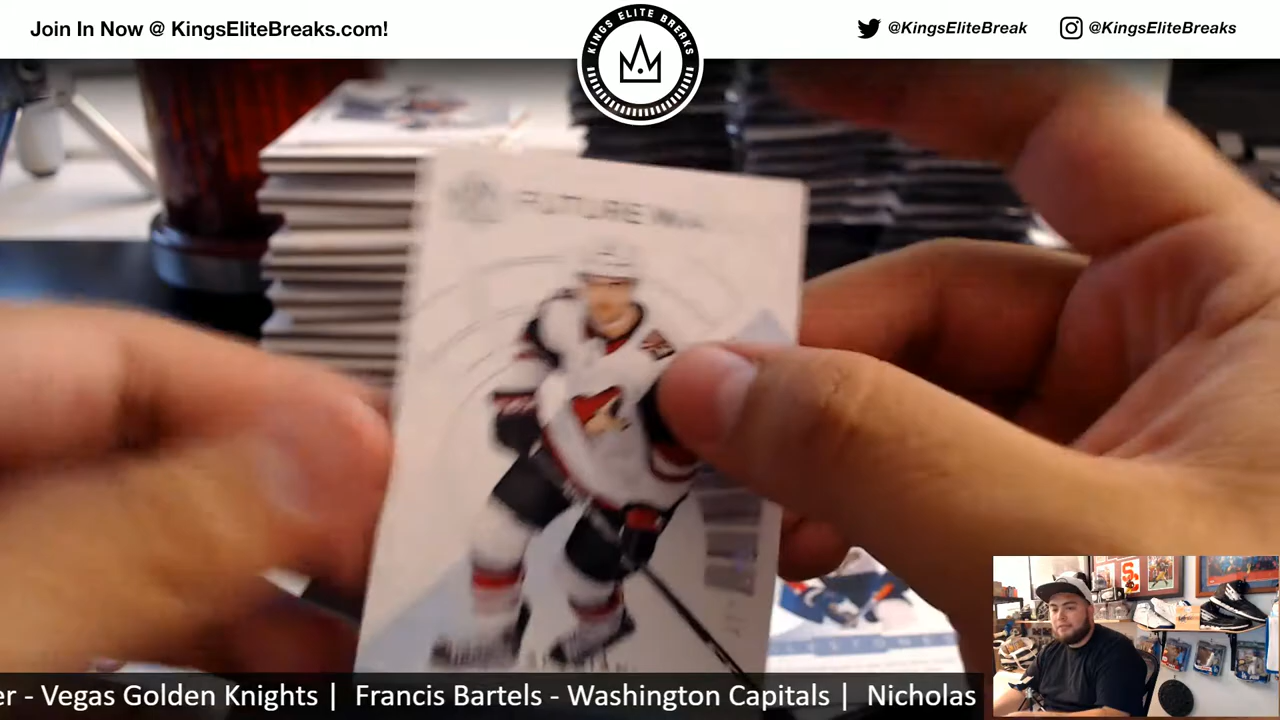 Join In Now @ KingsEliteBreaks.com!
KINGS ELITE BREAKS
@KingsEliteBreak
@KingsEliteBreaks
FUTURE
er - Vegas Golden Knights | Francis Bartels - Washington Capitals | Nicholas